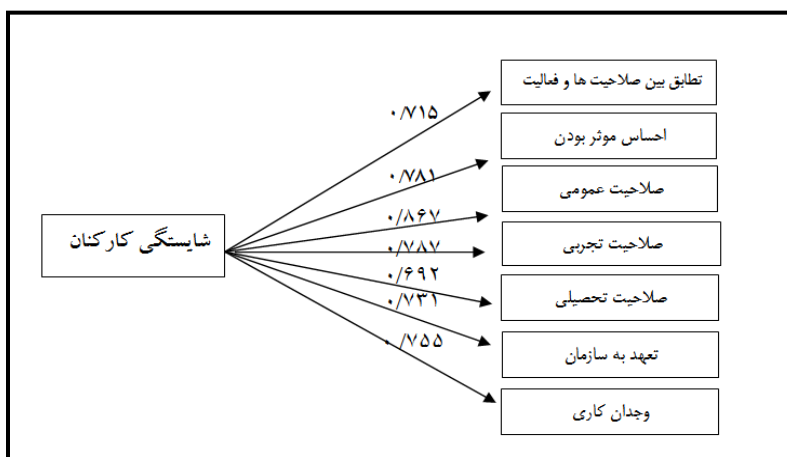 تطابق بین صلاحیت ها و فعالیت
۰/۷۱۵
احساس موثر بودن
۰/۷۸۱
صلاحیت عمومی
۰/۸۶۷
شایستگی کارکنان
۰/۷۸۷
صلاحیت تجربی
۰/۶۹۲
صلاحیت تحصیلی
۰/۷۳۱
تعهد به سازمان
۰/۷۵۵
وجدان کاری